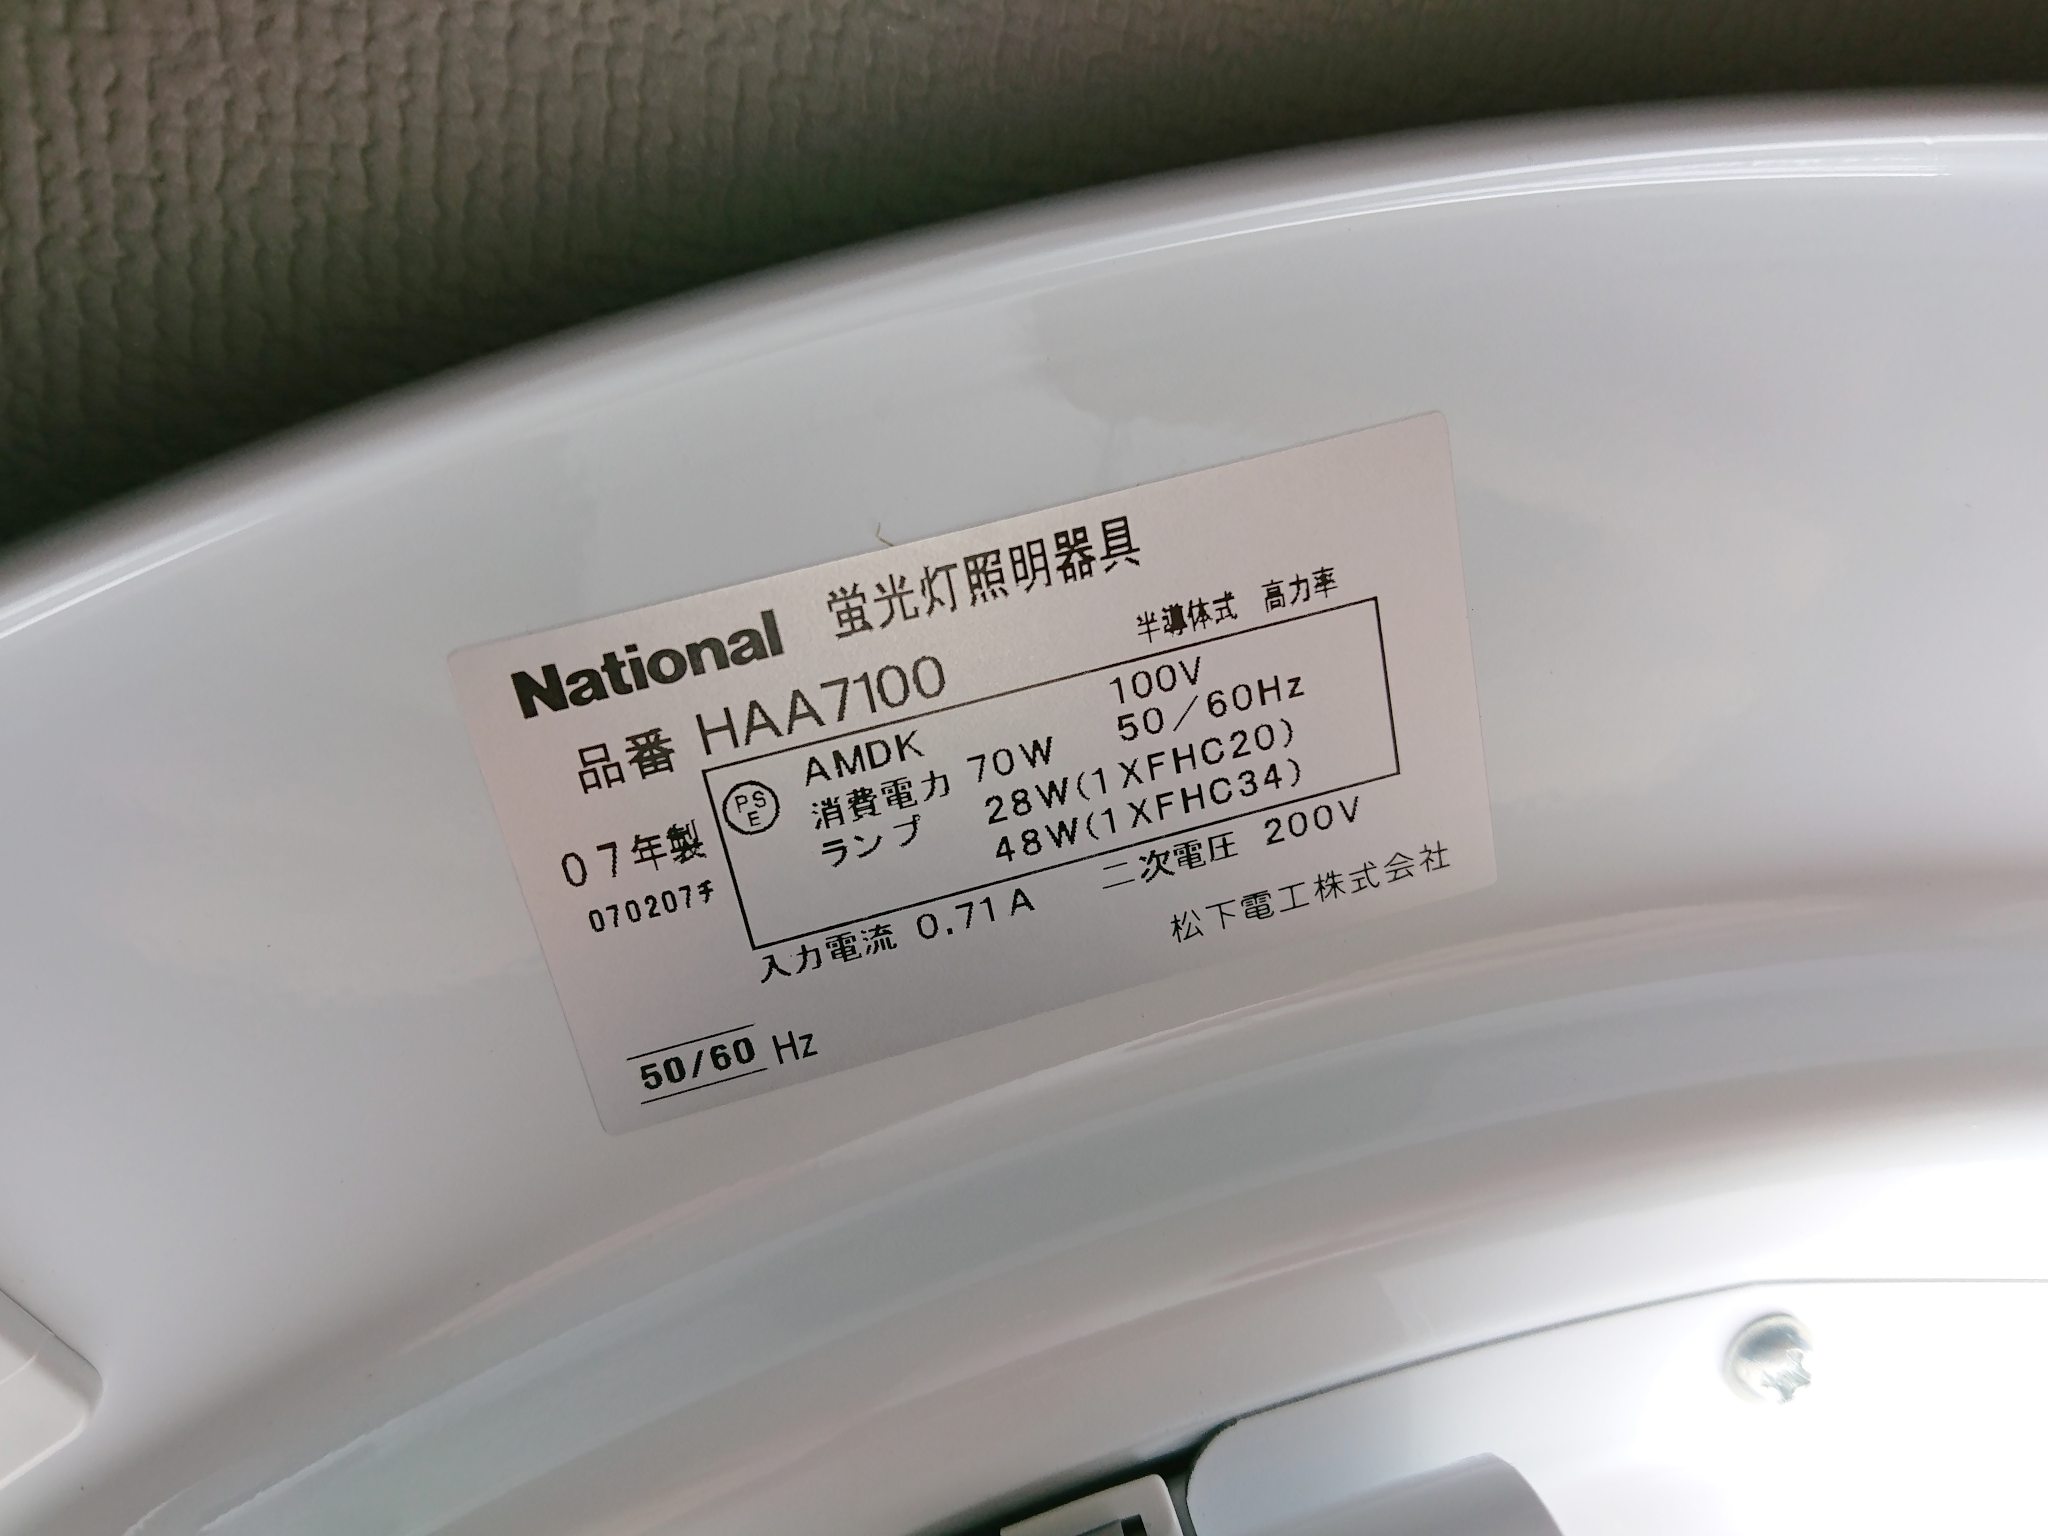 National 蛍光灯照明器具
品番 HAA7100 半導体式 高力率
PS
E
AMDK 100V
消費電力 70W 50/60Hz
ランプ 28W(1XFHC20)
48W(1XFHC34)
07年製
070207チ
入力電流 0.71A 二次電圧 200V
松下電工株式会社
50/60 Hz